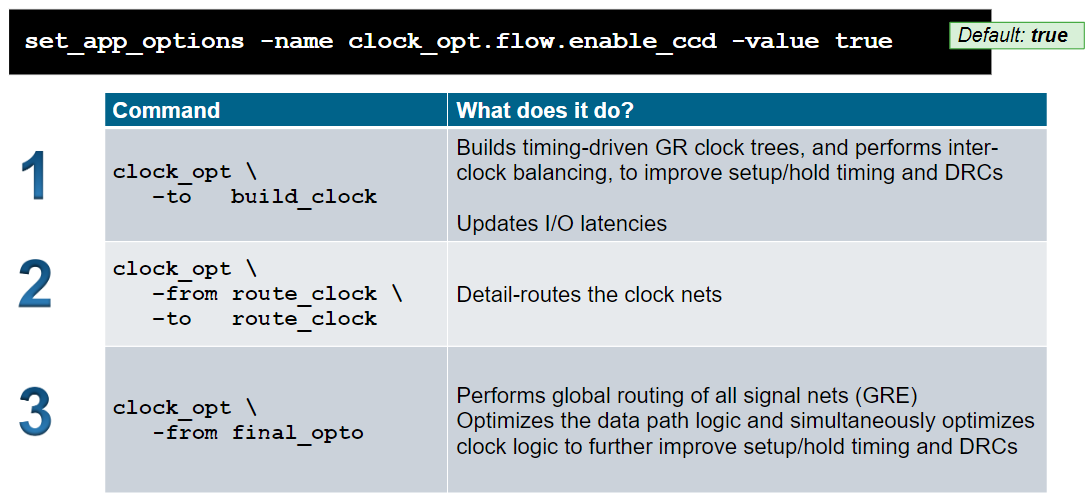 set_app_options -name clock_opt.flow.enable_ccd -value true
Default: true
Command
What does it do?
1
clock_opt \
-to build_clock
Builds timing-driven GR clock trees, and performs inter-
clock balancing, to improve setup/hold timing and DRCs
Updates I/O latencies
2
clock_opt \
-from route_clock \
-to route_clock
Detail-routes the clock nets
3
clock_opt \
-from final_opto
Performs global routing of all signal nets (GRE)
Optimizes the data path logic and simultaneously optimizes
clock logic to further improve setup/hold timing and DRCs